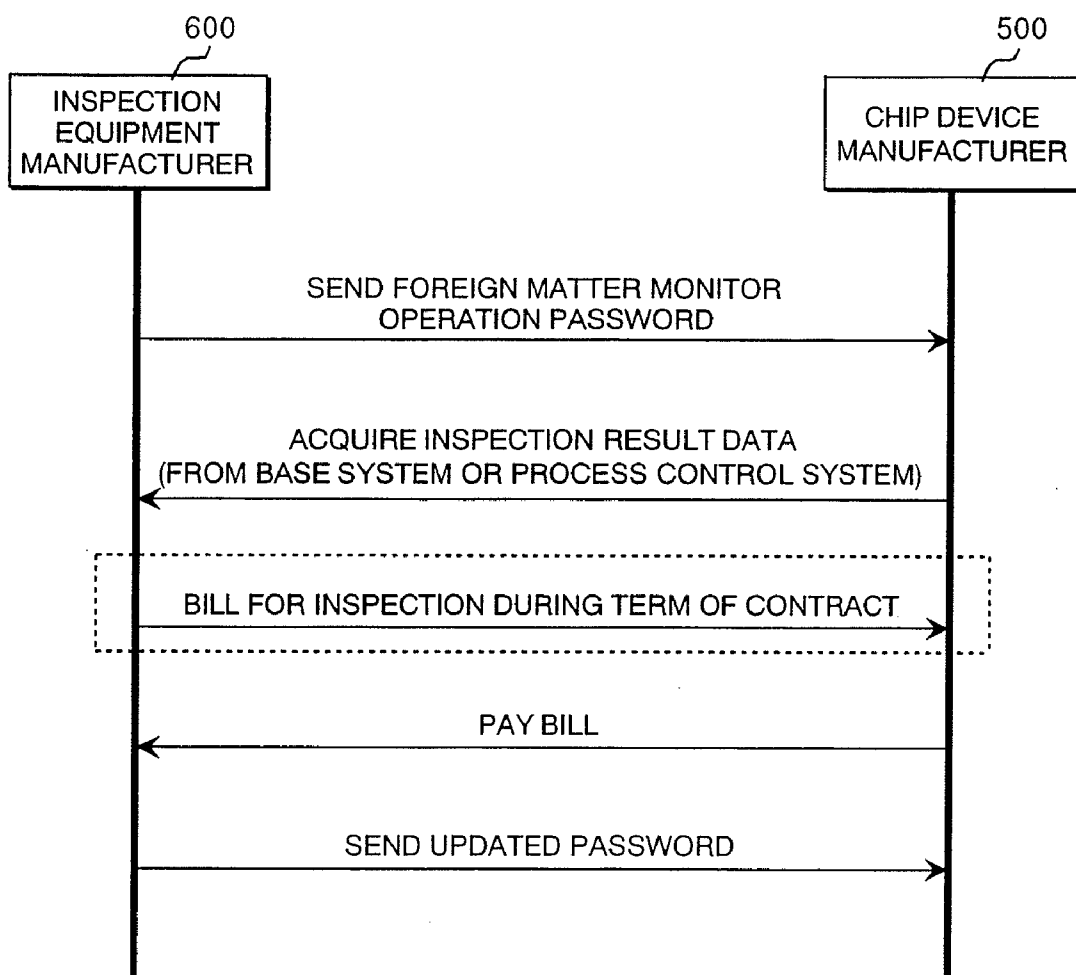 600
500
INSPECTION
EQUIPMENT
MANUFACTURER
CHIP DEVICE
MANUFACTURER
SEND FOREIGN MATTER MONITOR
OPERATION PASSWORD
ACQUIRE INSPECTION RESULT DATA
(FROM BASE SYSTEM OR PROCESS CONTROL SYSTEM)
BILL FOR INSPECTION DURING TERM OF CONTRACT
PAY BILL
SEND UPDATED PASSWORD